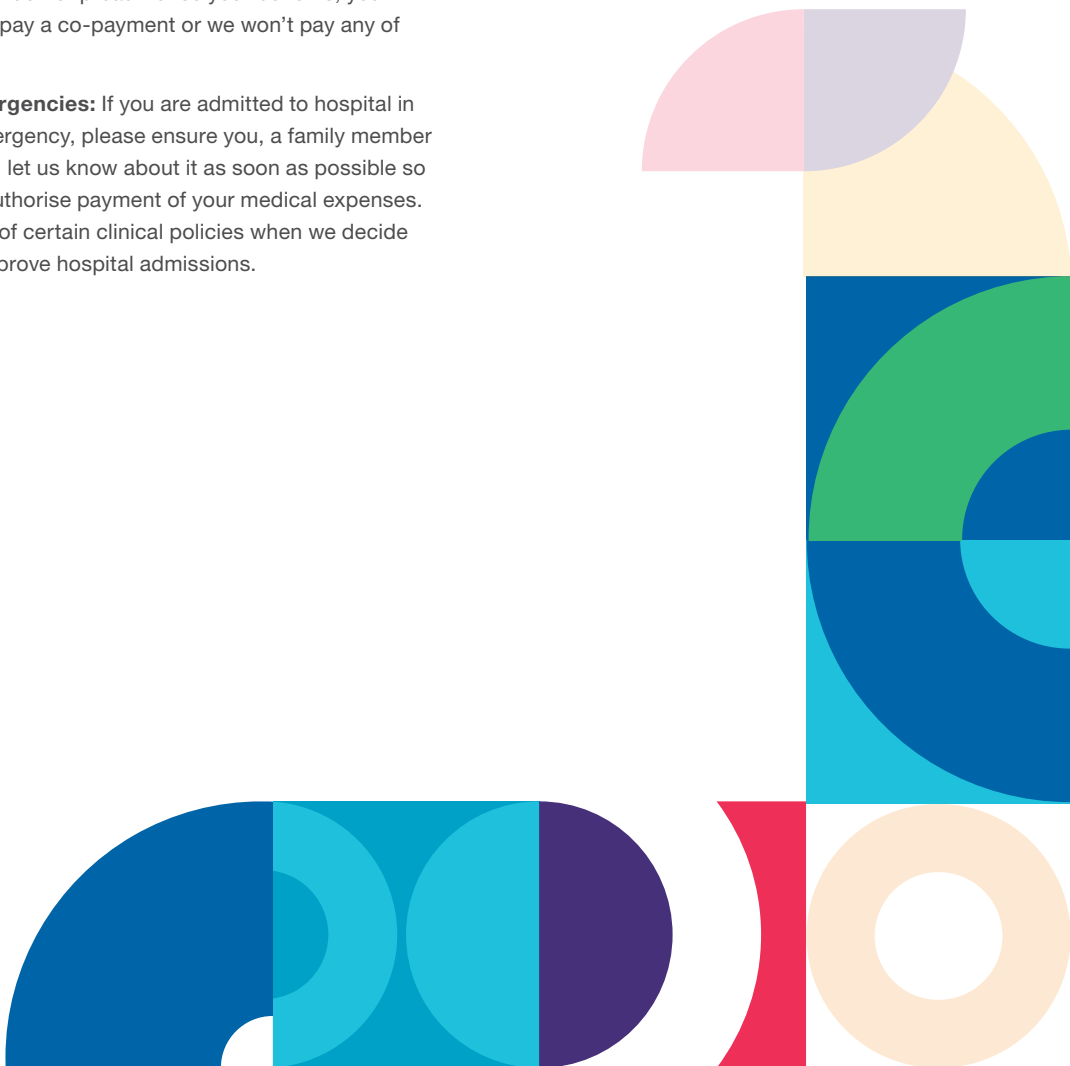 pay a co-payment or we won’t pay any of
rgencies: If you are admitted to hospital in
ergency, please ensure you, a family member
let us know about it as soon as possible so
uthorise payment of your medical expenses.
of certain clinical policies when we decide
prove hospital admissions.